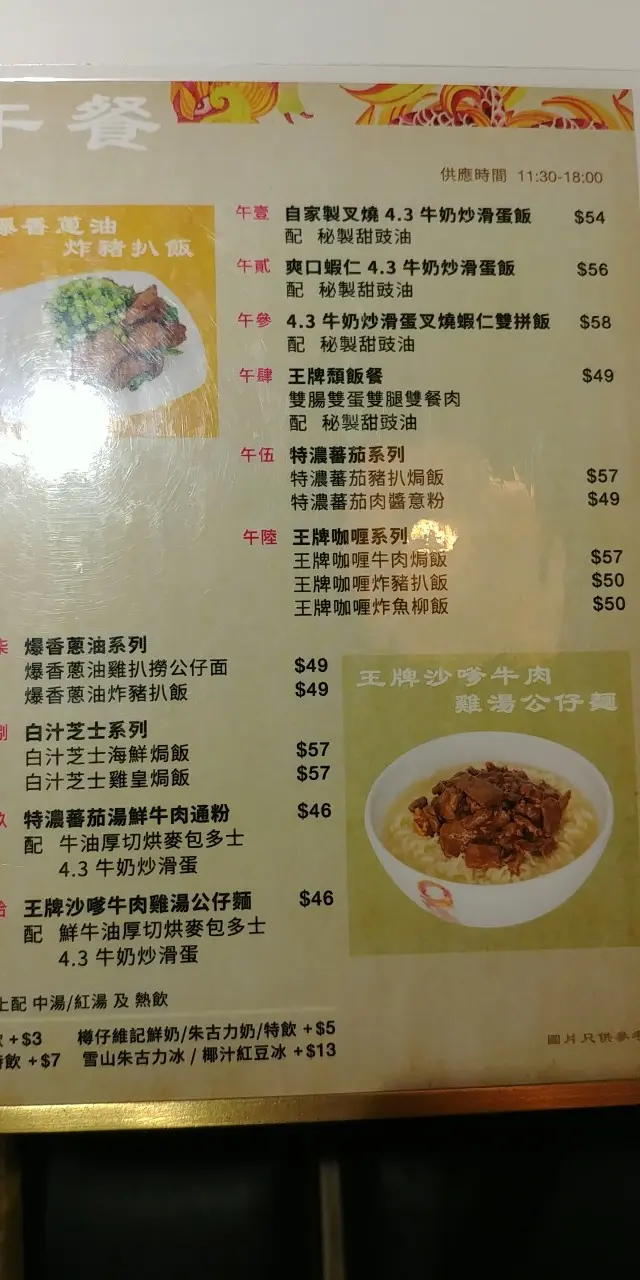 午餐
供應時間 11:30-18:00
爆香蔥油
炸豬扒飯
午壹 自家製叉燒 4.3 牛奶炒滑蛋飯 $54
配 秘製甜豉油
午貳 爽口蝦仁 4.3 牛奶炒滑蛋飯 $56
配 秘製甜豉油
午參 4.3 牛奶炒滑蛋叉燒蝦仁雙拼飯 $58
配 秘製甜豉油
午肆 王牌頹飯餐 $49
雙腸雙蛋雙腿雙餐肉
配 秘製甜豉油
午伍 特濃蕃茄系列
特濃蕃茄豬扒焗飯 $57
特濃蕃茄肉醬意粉 $49
午陸 王牌咖喱系列
王牌咖喱牛肉焗飯 $57
王牌咖喱炸豬扒飯 $50
王牌咖喱炸魚柳飯 $50
柒 爆香蔥油系列
爆香蔥油雞扒撈公仔面 $49
爆香蔥油炸豬扒飯 $49
捌 白汁芝士系列
白汁芝士海鮮焗飯 $57
白汁芝士雞皇焗飯 $57
玖 特濃蕃茄湯鮮牛肉通粉 $46
配 牛油厚切烘麥包多士
4.3 牛奶炒滑蛋
拾 王牌沙嗲牛肉雞湯公仔麵 $46
配 鮮牛油厚切烘麥包多士
4.3 牛奶炒滑蛋
王牌沙嗲牛肉
雞湯公仔麵
上配 中湯/紅湯 及 熱飲
飲 +$3 樽仔維記鮮奶/朱古力奶/特飲 +$5
特飲 +$7 雪山朱古力冰 / 椰汁紅豆冰 +$13
圖片只供參考